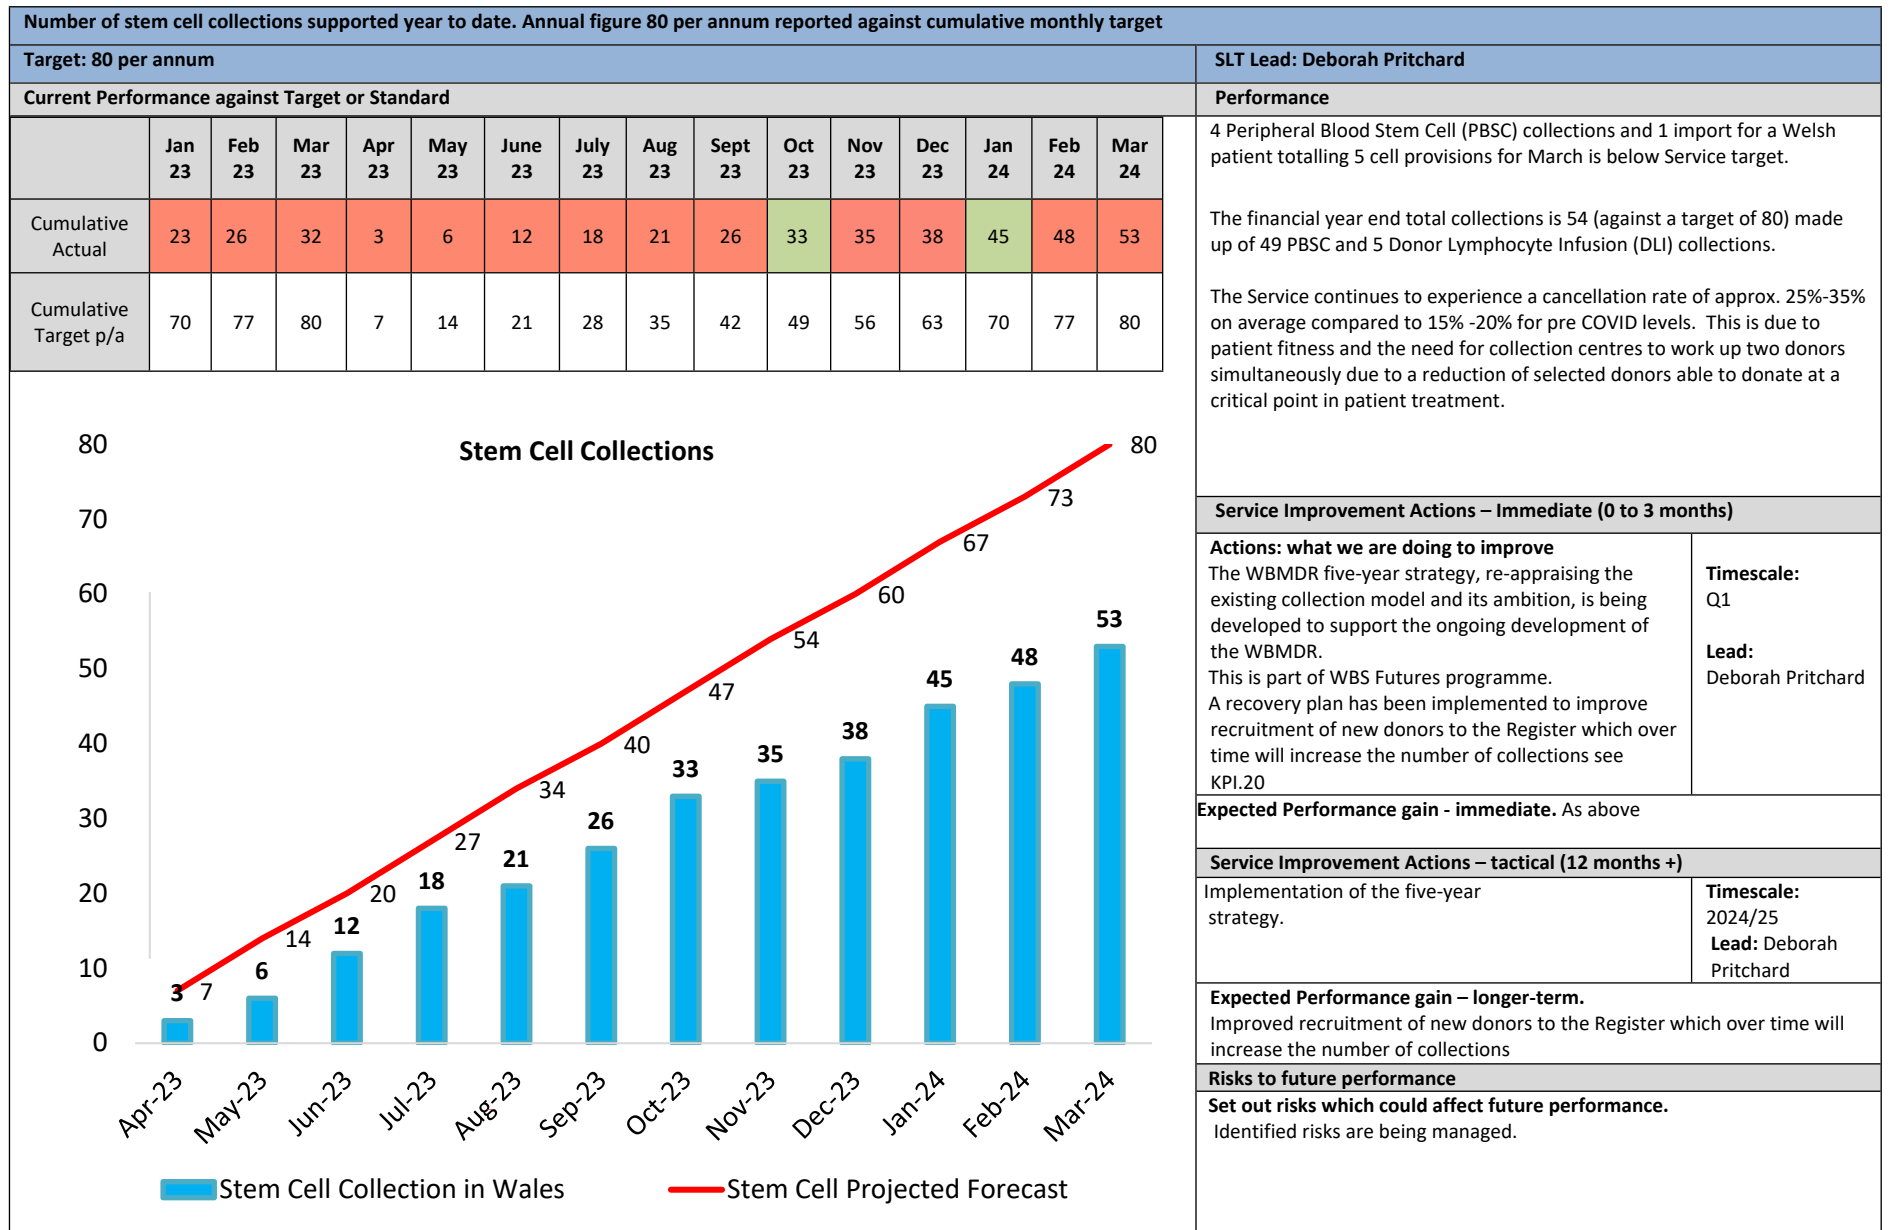 Number of stem cell collections supported year to date. Annual figure 80 per annum reported against cumulative monthly target
Target: 80 per annum
SLT Lead: Deborah Pritchard
Current Performance against Target or Standard
Performance
Jan 23 Feb 23 Mar 23 Apr 23 May 23 June 23 July 23 Aug 23 Sept 23 Oct 23 Nov 23 Dec 23 Jan 24 Feb 24 Mar 24
Cumulative Actual 23 26 32 3 6 12 18 21 26 33 35 38 45 48 53
Cumulative Target p/a 70 77 80 7 14 21 28 35 42 49 56 63 70 77 80
4 Peripheral Blood Stem Cell (PBSC) collections and 1 import for a Welsh
patient totalling 5 cell provisions for March is below Service target.
The financial year end total collections is 54 (against a target of 80) made
up of 49 PBSC and 5 Donor Lymphocyte Infusion (DLI) collections.
The Service continues to experience a cancellation rate of approx. 25%-35%
on average compared to 15% -20% for pre COVID levels. This is due to
patient fitness and the need for collection centres to work up two donors
simultaneously due to a reduction of selected donors able to donate at a
critical point in patient treatment.
Stem Cell Collections
80
70
60
50
40
30
20
10
0
7 14 20 27 34 40 47 54 60 67 73 80
3 6 12 18 21 26 33 35 38 45 48 53
Apr-23 May-23 Jun-23 Jul-23 Aug-23 Sep-23 Oct-23 Nov-23 Dec-23 Jan-24 Feb-24 Mar-24
Stem Cell Collection in Wales
Stem Cell Projected Forecast
Service Improvement Actions – Immediate (0 to 3 months)
Actions: what we are doing to improve
The WBMDR five-year strategy, re-appraising the
existing collection model and its ambition, is being
developed to support the ongoing development of
the WBMDR.
This is part of WBS Futures programme.
A recovery plan has been implemented to improve
recruitment of new donors to the Register which over
time will increase the number of collections see
KPI.20
Timescale:
Q1
Lead:
Deborah Pritchard
Expected Performance gain - immediate. As above
Service Improvement Actions – tactical (12 months +)
Implementation of the five-year
strategy.
Timescale:
2024/25
Lead: Deborah
Pritchard
Expected Performance gain – longer-term.
Improved recruitment of new donors to the Register which over time will
increase the number of collections
Risks to future performance
Set out risks which could affect future performance.
Identified risks are being managed.